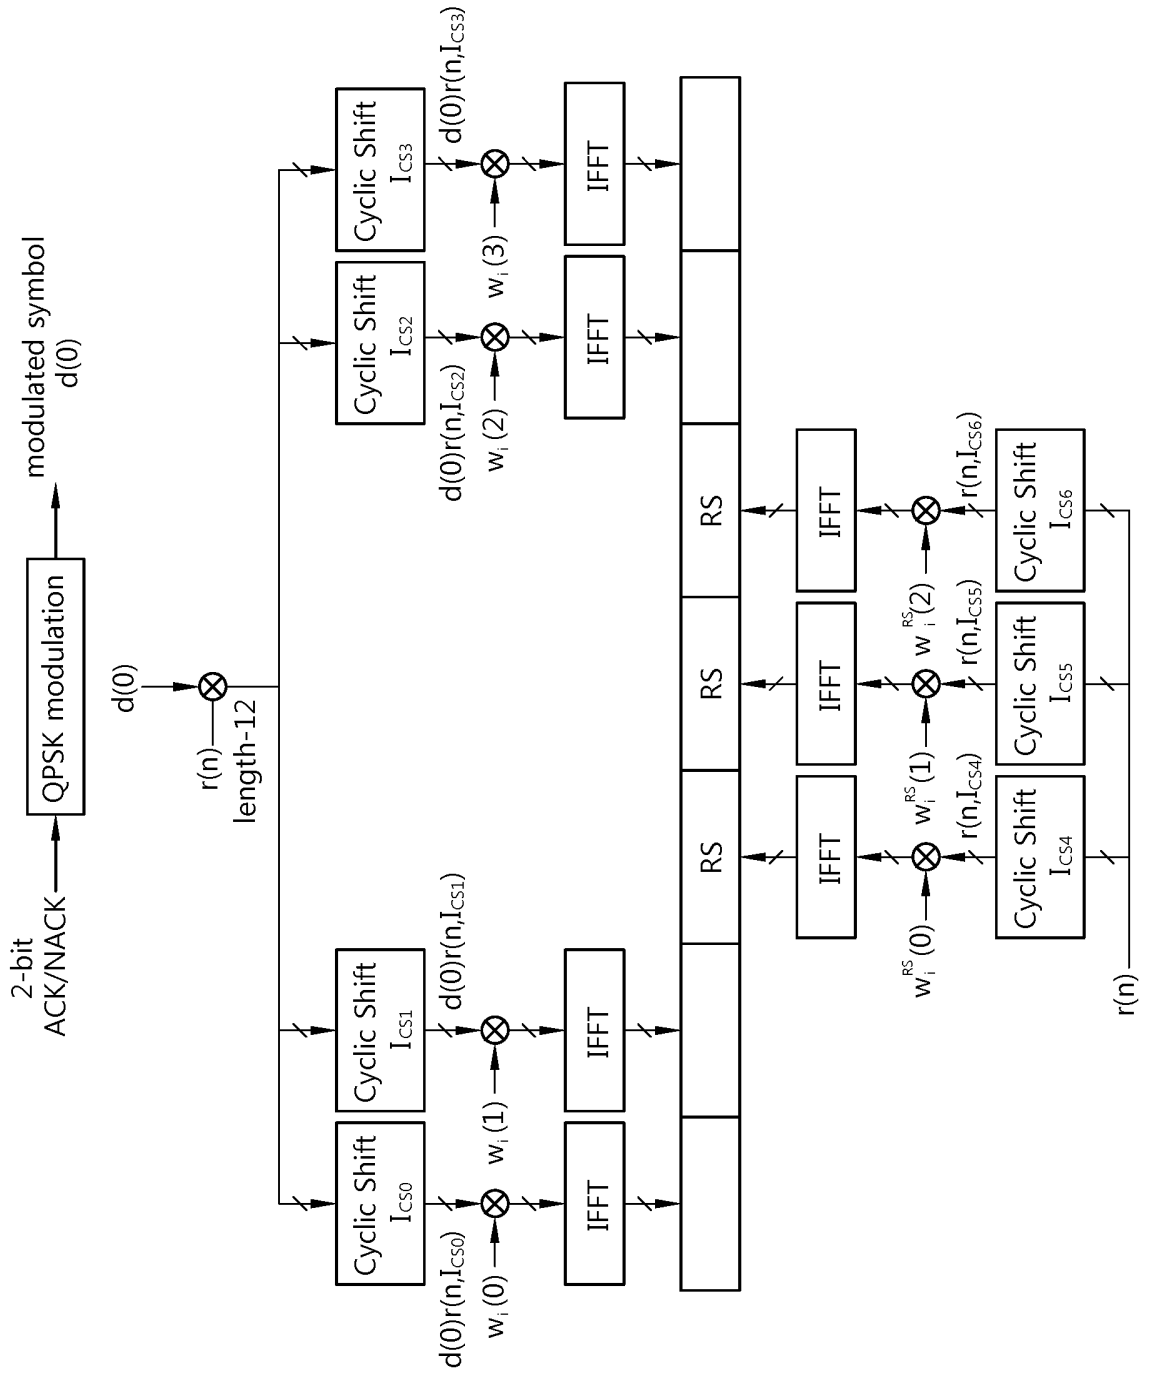 2-bit
ACK/NACK
QPSK modulation
modulated symbol
d(0)
d(0)
r(n)
length-12
Cyclic Shift
I_CS0
Cyclic Shift
I_CS1
Cyclic Shift
I_CS2
Cyclic Shift
I_CS3
d(0)r(n,I_CS0)
d(0)r(n,I_CS1)
d(0)r(n,I_CS2)
d(0)r(n,I_CS3)
w_i(0)
w_i(1)
w_i(2)
w_i(3)
IFFT
IFFT
IFFT
IFFT
RS
RS
RS
IFFT
IFFT
IFFT
w_i^RS(0)
w_i^RS(1)
w_i^RS(2)
r(n,I_CS4)
r(n,I_CS5)
r(n,I_CS6)
Cyclic Shift
I_CS4
Cyclic Shift
I_CS5
Cyclic Shift
I_CS6
r(n)